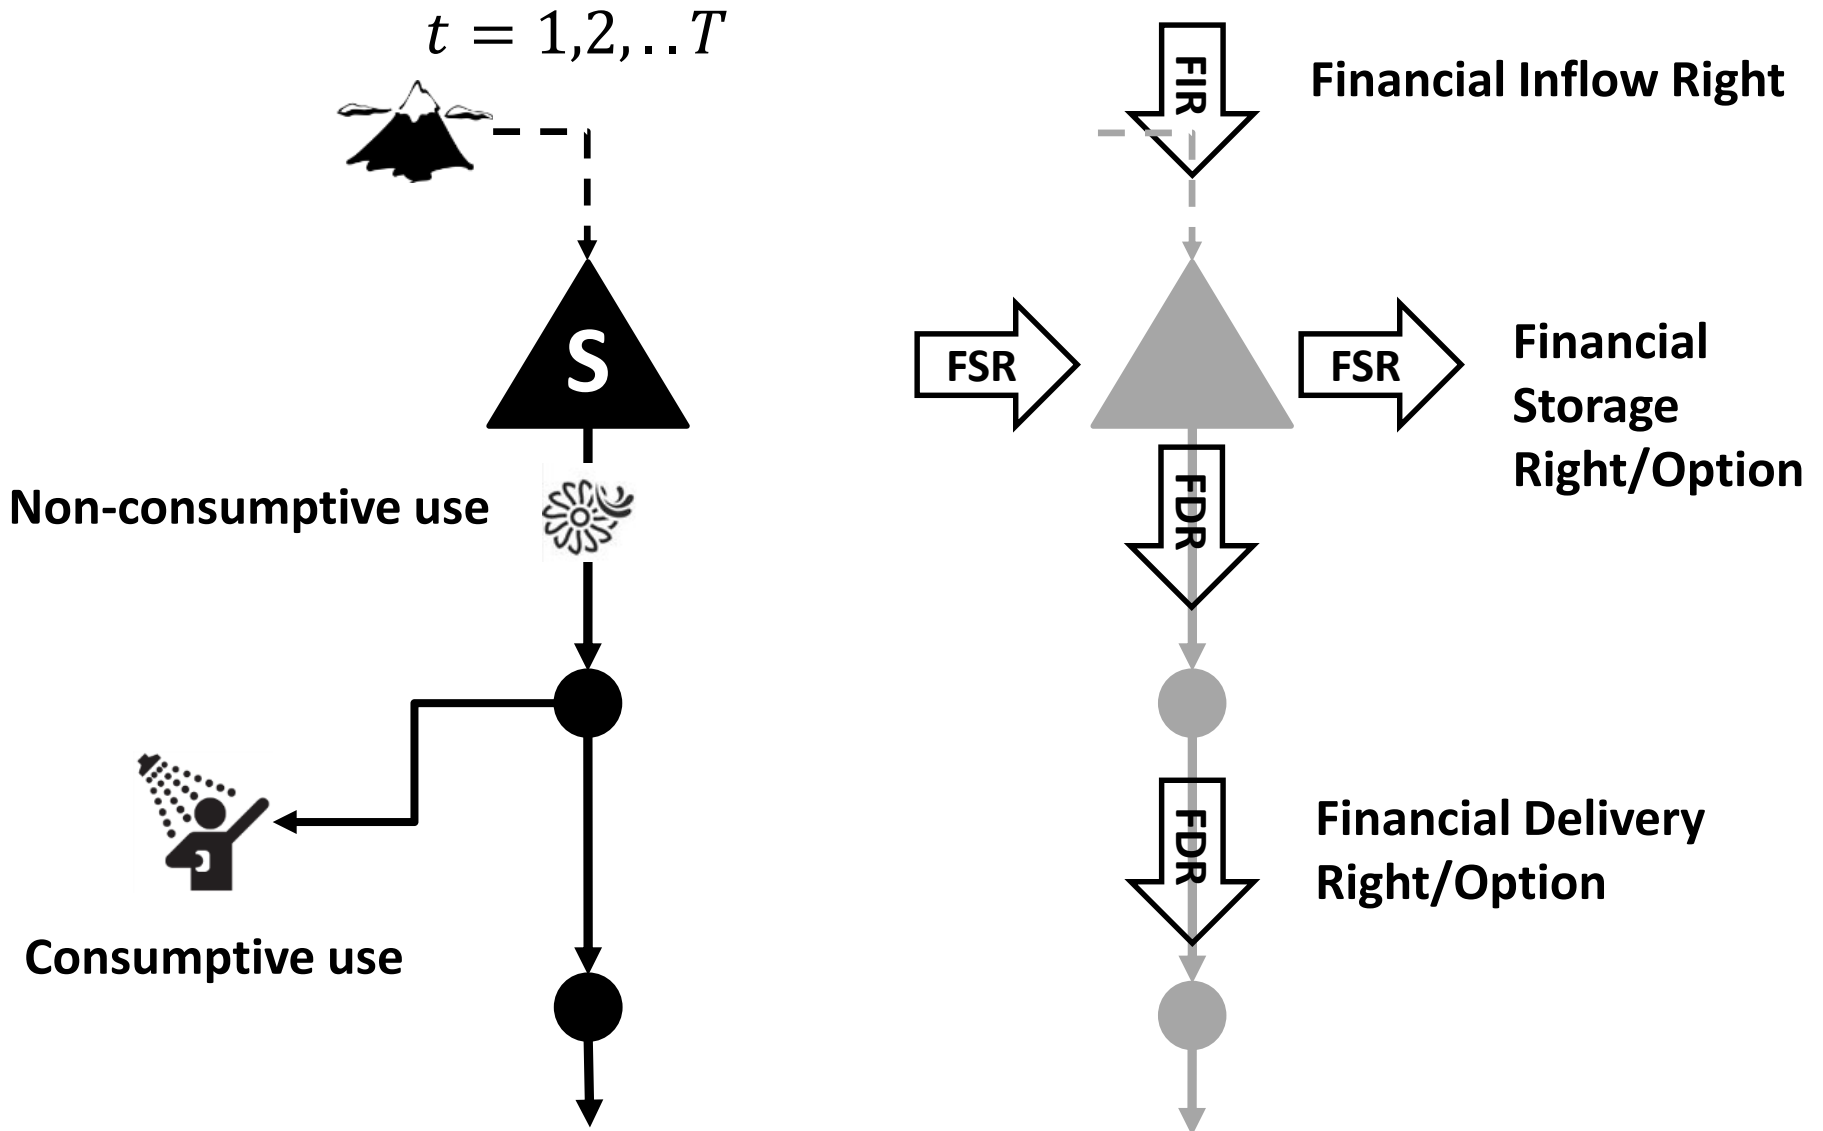 t = 1,2,..T
FIR
Financial Inflow Right
S
FSR
FSR
Financial
Storage
Right/Option
Non-consumptive use
FDR
FDR
Financial Delivery
Right/Option
Consumptive use